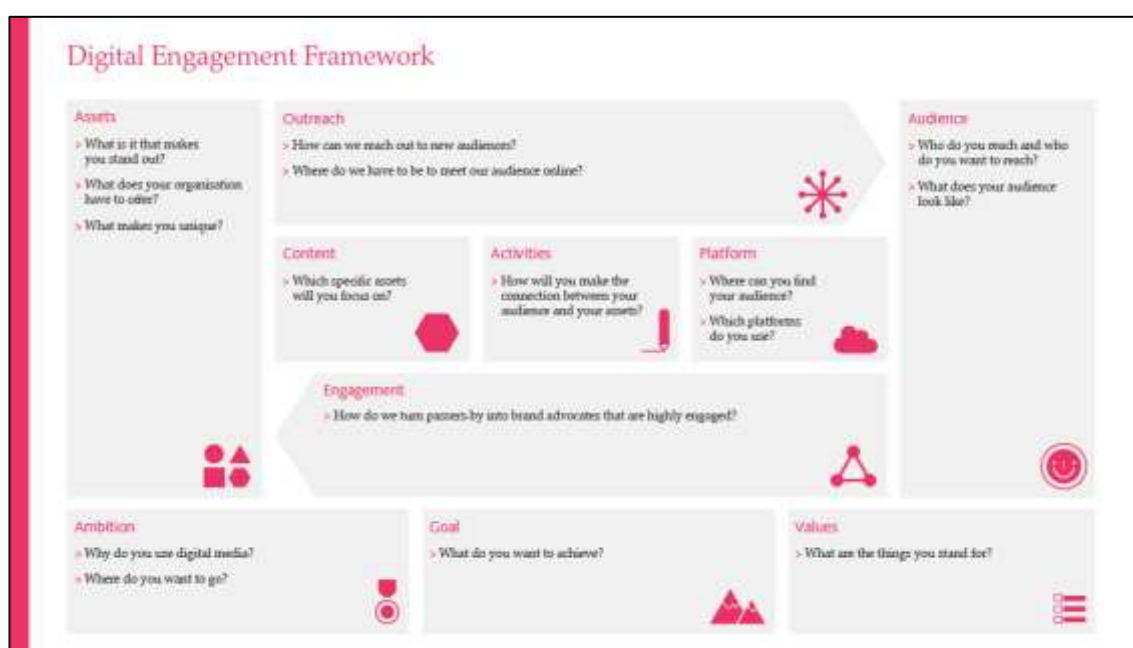 Digital Engagement Framework
Assets
> What is it that makes
you stand out?
> What does your organisation
have to offer?
> What makes you unique?
Outreach
> How can we reach out to new audiences?
> Where do we have to be to meet our audience online?
Audience
> Who do you reach and who
do you want to reach?
> What does your audience
look like?
Content
> Which specific assets
will you focus on?
Activities
> How will you make the
connection between your
audience and your assets?
Platform
> Where can you find
your audience?
> Which platforms
do you use?
Engagement
> How do we turn passers-by into brand advocates that are highly engaged?
Ambition
> Why do you use digital media?
> Where do you want to go?
Goal
> What do you want to achieve?
Values
> What are the things you stand for?